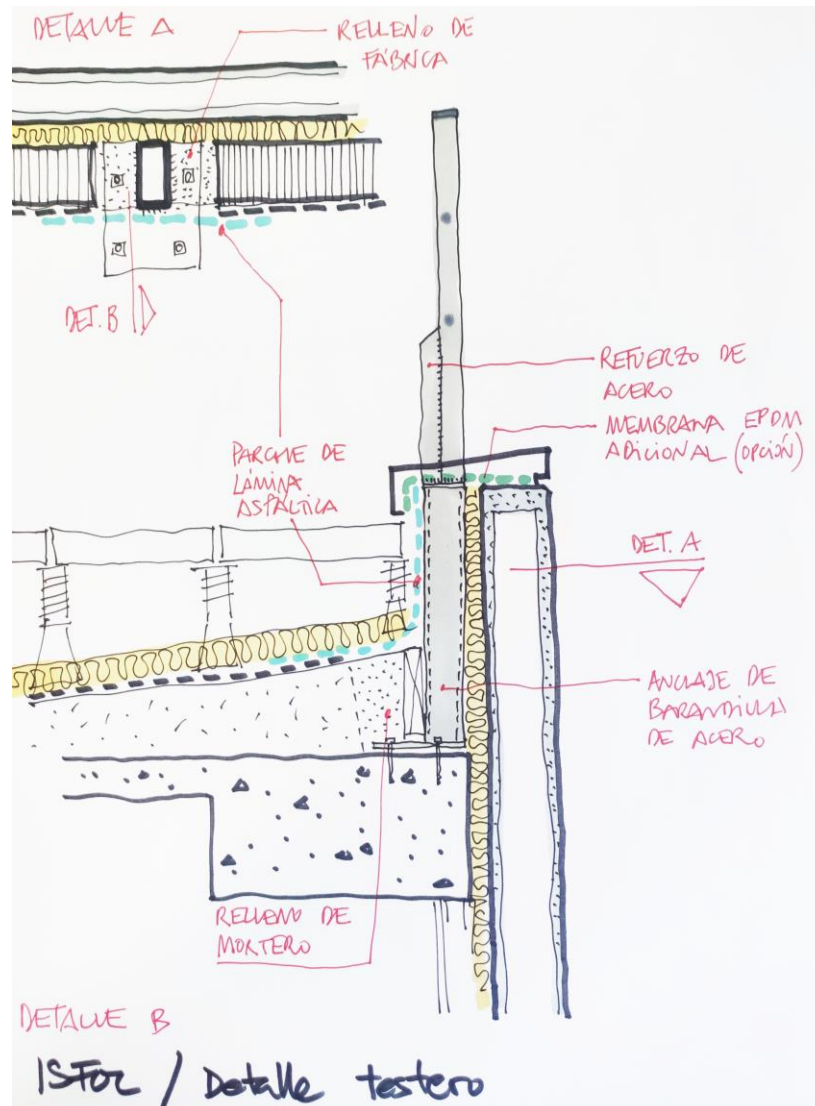 DETALLE A
RELLENO DE
FÁBRICA
DET. B
REFUERZO DE
ACERO
MEMBRANA EPDM
ADICIONAL (OPCIÓN)
PARCHE DE
LÁMINA
ASFÁLTICA
DET. A
ANCLAJE DE
BARANDILLA
DE ACERO
RELLENO DE
MORTERO
DETALLE B
/ Detalle testero